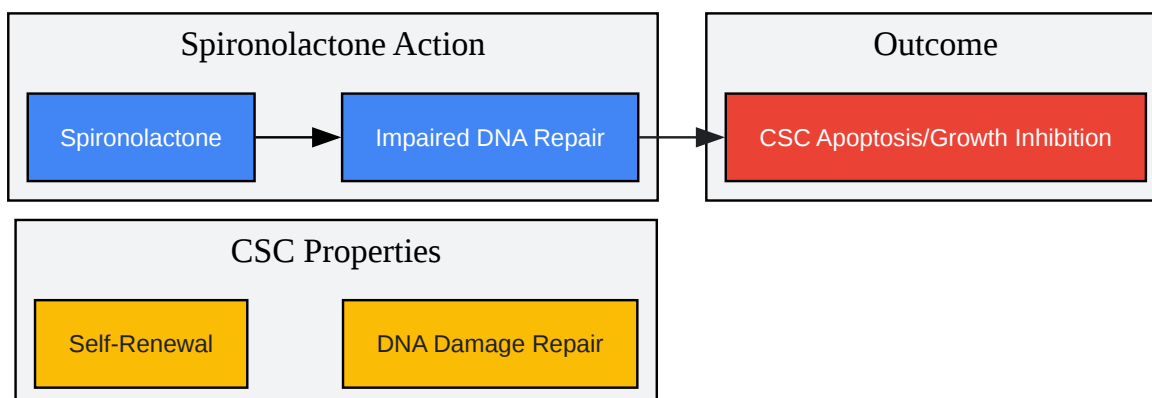 Spironolactone Action
Spironolactone
Impaired DNA Repair
Outcome
CSC Apoptosis/Growth Inhibition
CSC Properties
Self-Renewal
DNA Damage Repair